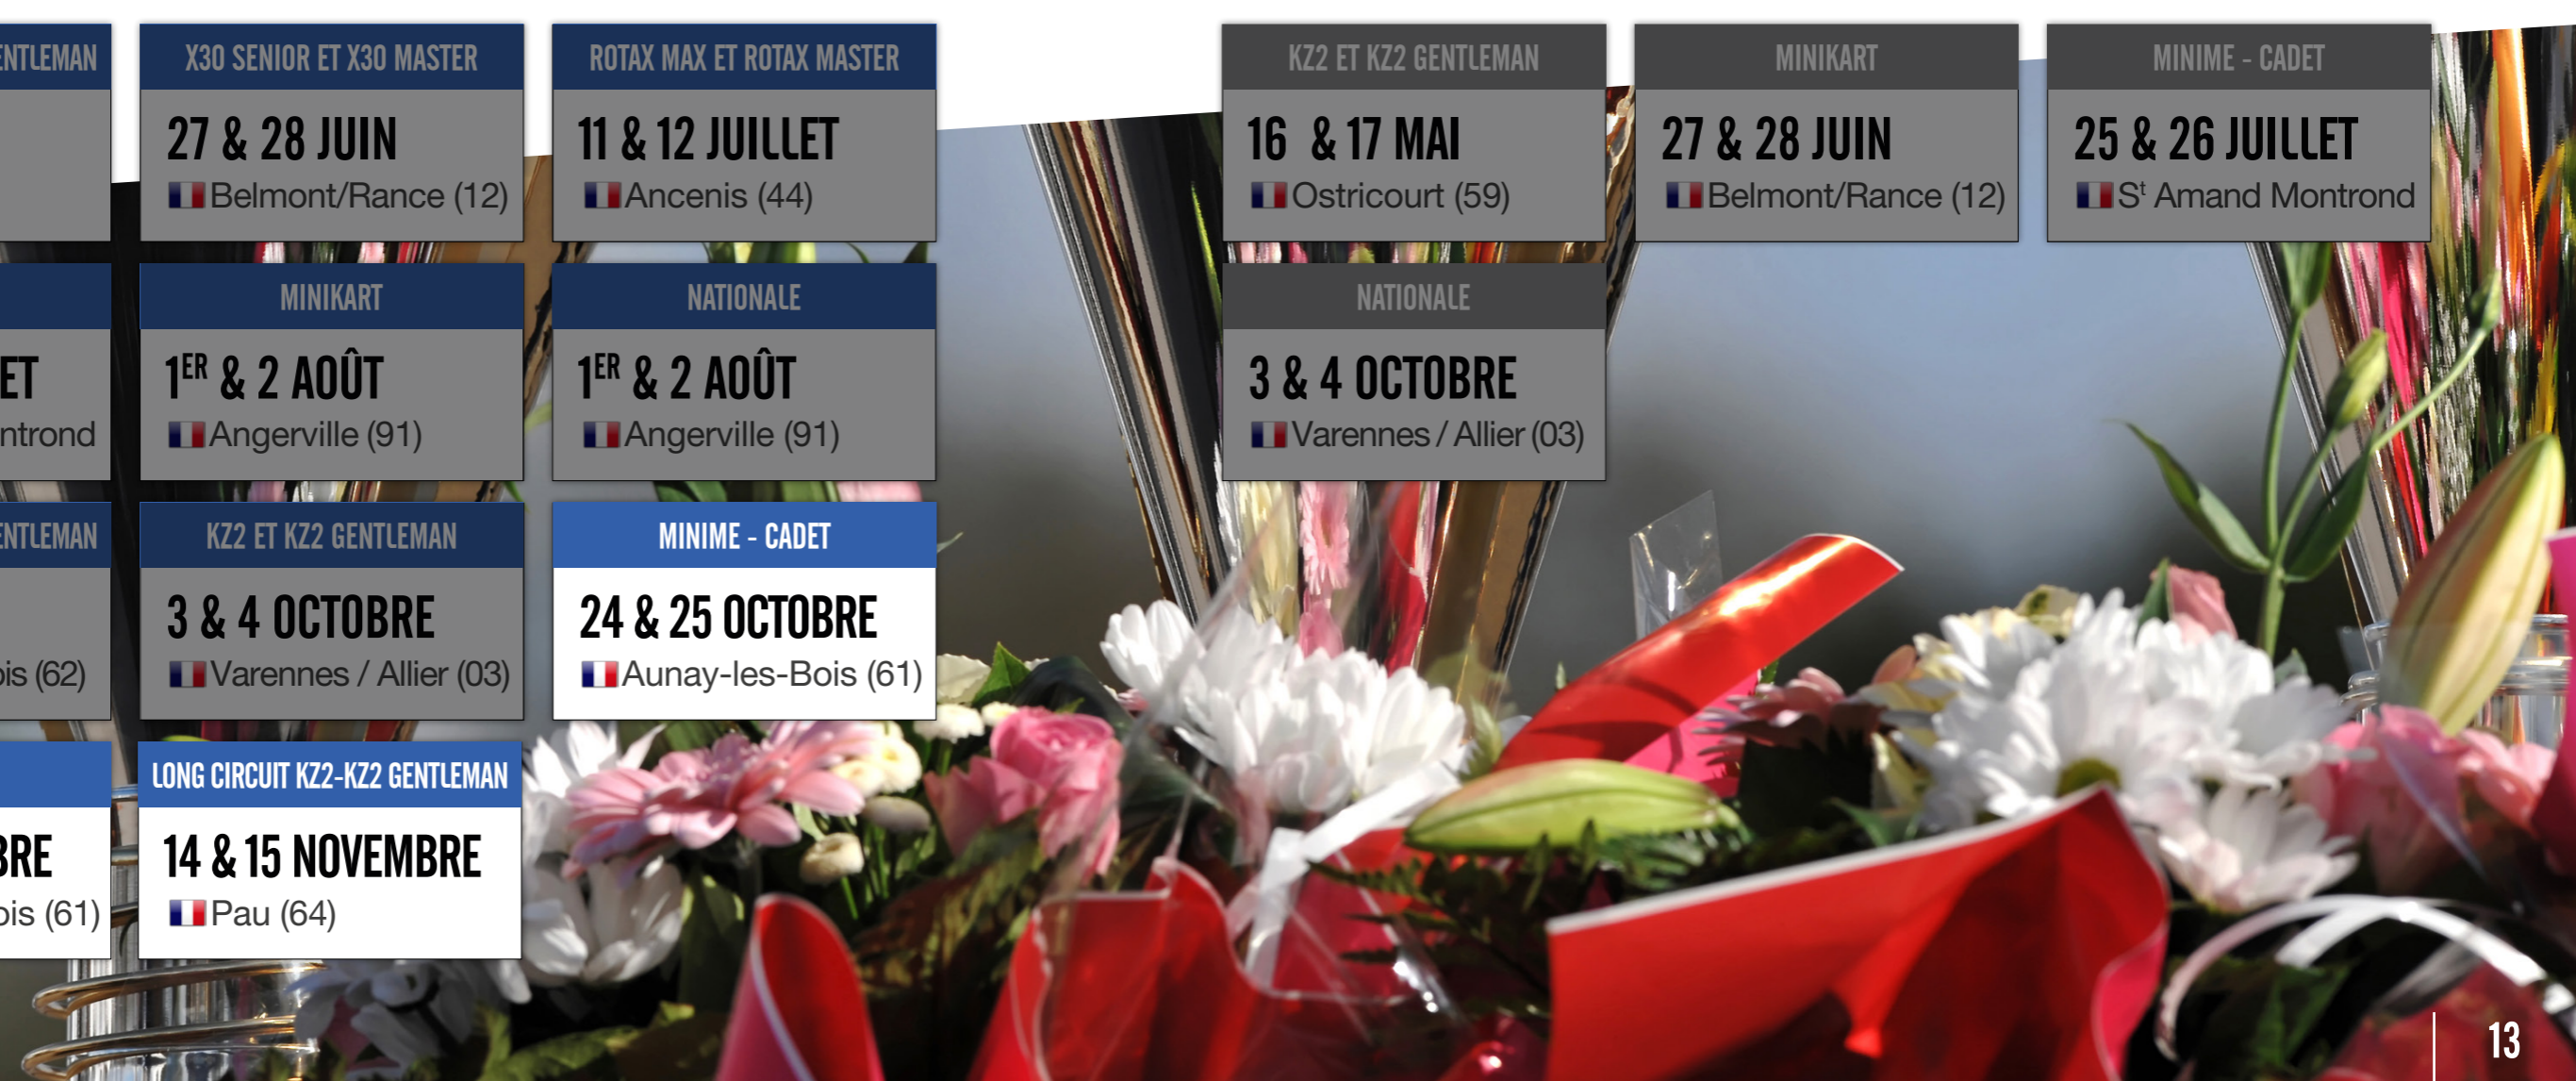 X30 SENIOR ET X30 MASTER
27 & 28 JUIN
Belmont/Rance (12)
ROTAX MAX ET ROTAX MASTER
11 & 12 JUILLET
Ancenis (44)
KZ2 ET KZ2 GENTLEMAN
16 & 17 MAI
Ostricourt (59)
MINIKART
27 & 28 JUIN
Belmont/Rance (12)
MINIME - CADET
25 & 26 JUILLET
St Amand Montrond
MINIKART
1ER & 2 AOÛT
Angerville (91)
NATIONALE
1ER & 2 AOÛT
Angerville (91)
NATIONALE
3 & 4 OCTOBRE
Varennes / Allier (03)
KZ2 ET KZ2 GENTLEMAN
3 & 4 OCTOBRE
Varennes / Allier (03)
(62)
MINIME - CADET
24 & 25 OCTOBRE
Aunay-les-Bois (61)
(61)
LONG CIRCUIT KZ2-KZ2 GENTLEMAN
14 & 15 NOVEMBRE
Pau (64)
13